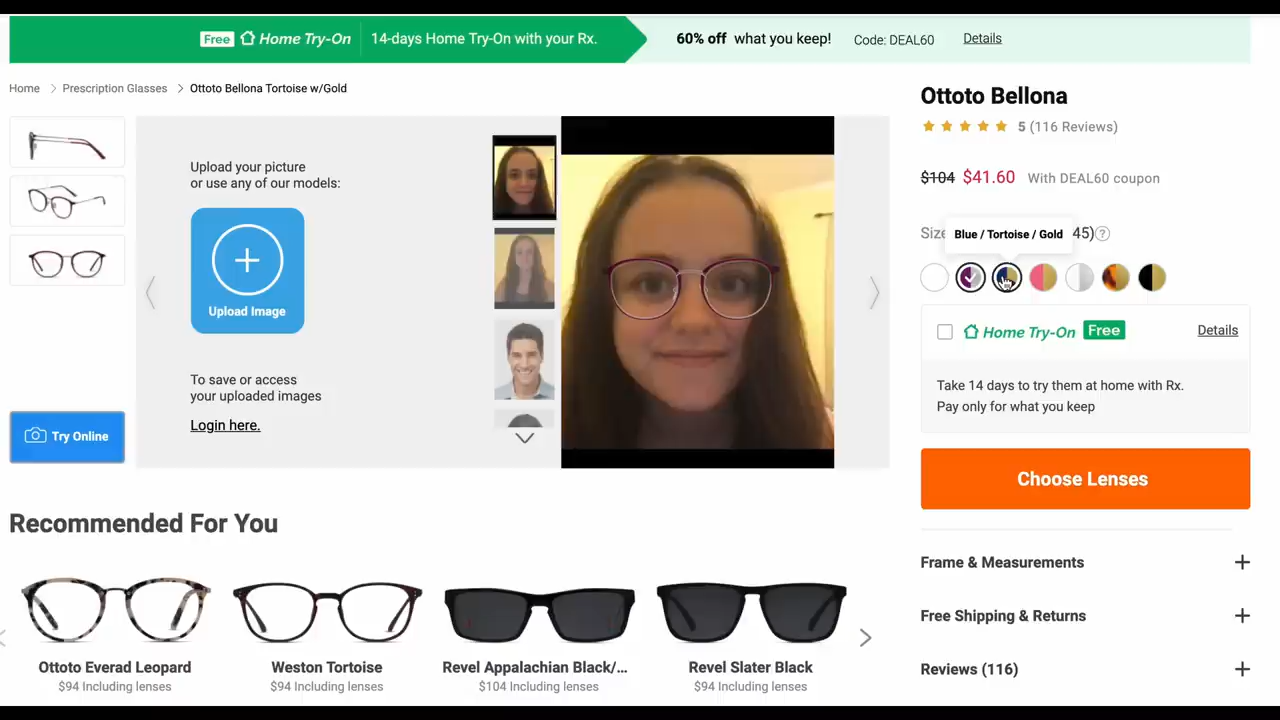 Free Home Try-On 14-days Home Try-On with your Rx. 60% off what you keep! Code: DEAL60 Details
Home > Prescription Glasses > Ottoto Bellona Tortoise w/Gold
Upload your picture
or use any of our models:
Upload Image
To save or access
your uploaded images
Login here.
Try Online
Ottoto Bellona
5 (116 Reviews)
$104 $41.60 With DEAL60 coupon
Blue / Tortoise / Gold 45) ?
Home Try-On Free Details
Take 14 days to try them at home with Rx.
Pay only for what you keep
Choose Lenses
Frame & Measurements +
Free Shipping & Returns +
Reviews (116) +
Recommended For You
Ottoto Everad Leopard
$94 Including lenses
Weston Tortoise
$94 Including lenses
Revel Appalachian Black/...
$104 Including lenses
Revel Slater Black
$94 Including lenses